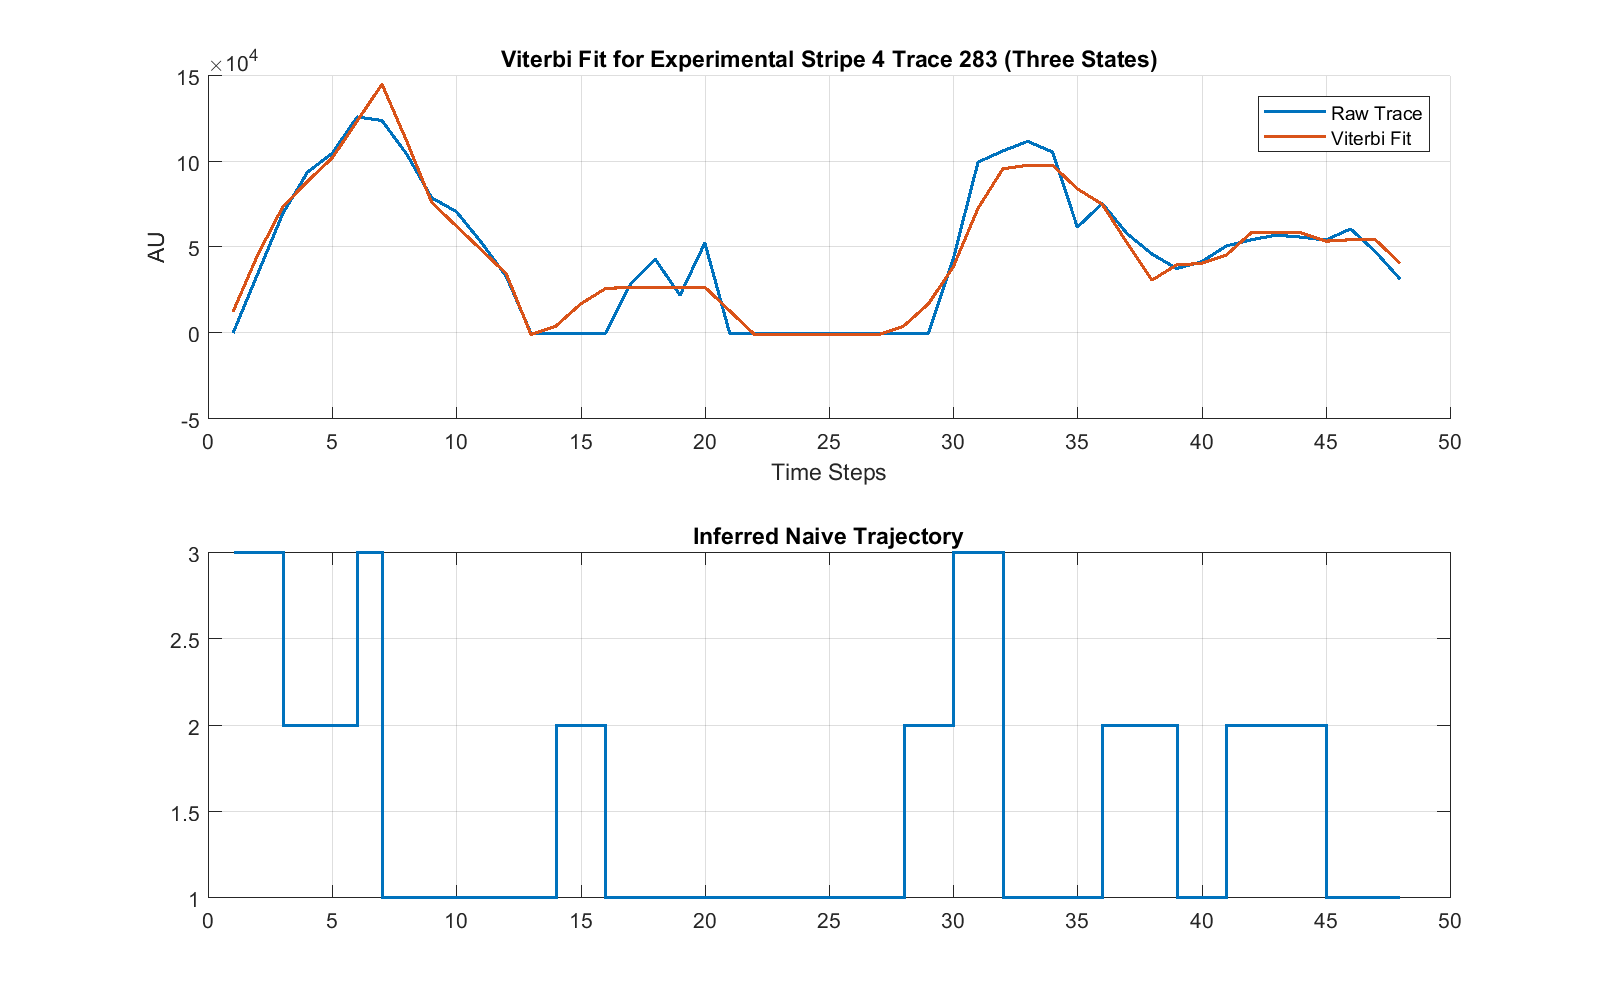 Viterbi Fit for Experimental Stripe 4 Trace 283 (Three States)
×10^4
15
10
5
0
-5
AU
Raw Trace
Viterbi Fit
0 5 10 15 20 25 30 35 40 45 50
Time Steps
Inferred Naive Trajectory
3
2.5
2
1.5
1
0 5 10 15 20 25 30 35 40 45 50